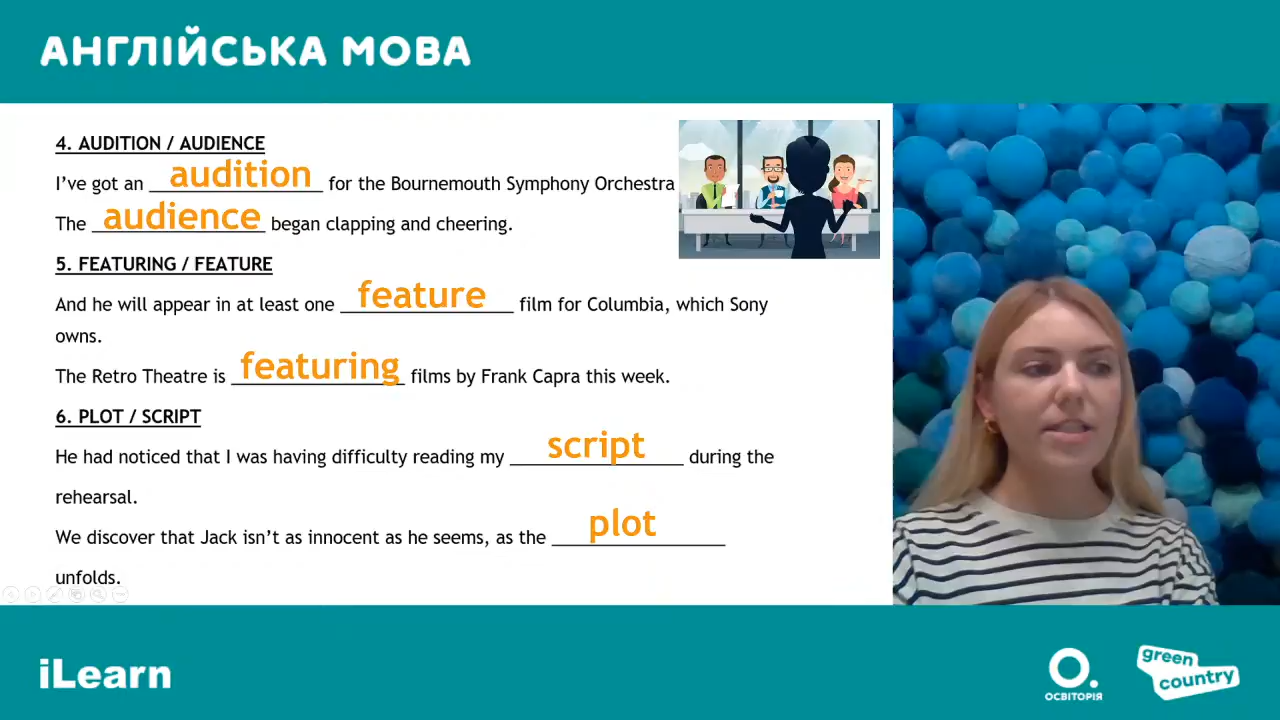 АНГЛІЙСЬКА МОВА
4. AUDITION / AUDIENCE
I’ve got an audition for the Bournemouth Symphony Orchestra
The audience began clapping and cheering.
5. FEATURING / FEATURE
And he will appear in at least one feature film for Columbia, which Sony
owns.
The Retro Theatre is featuring films by Frank Capra this week.
6. PLOT / SCRIPT
He had noticed that I was having difficulty reading my script during the
rehearsal.
We discover that Jack isn’t as innocent as he seems, as the plot
unfolds.
iLearn
О.
ОСВІТОРІЯ
green
country